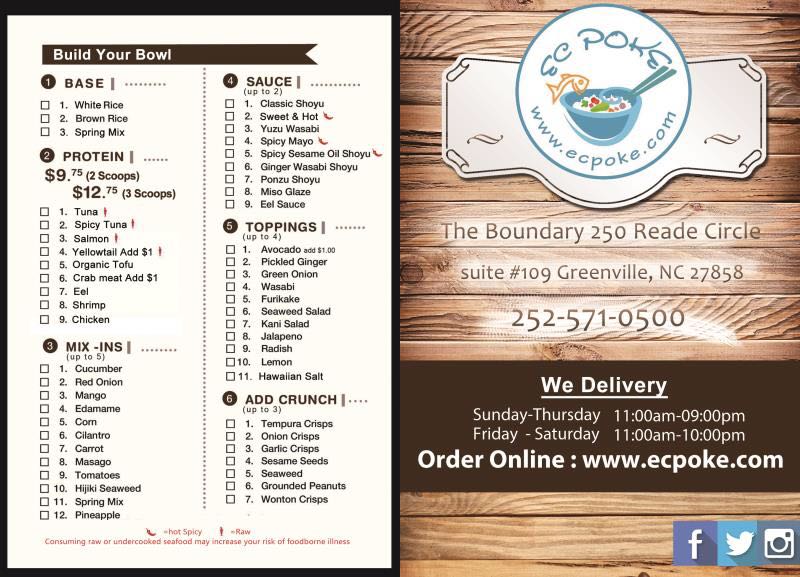 Build Your Bowl
1 BASE
1. White Rice
2. Brown Rice
3. Spring Mix
2 PROTEIN
$9.75 (2 Scoops)
$12.75 (3 Scoops)
1. Tuna
2. Spicy Tuna
3. Salmon
4. Yellowtail Add $1
5. Organic Tofu
6. Crab meat Add $1
7. Eel
8. Shrimp
9. Chicken
3 MIX -INS
(up to 5)
1. Cucumber
2. Red Onion
3. Mango
4. Edamame
5. Corn
6. Cilantro
7. Carrot
8. Masago
9. Tomatoes
10. Hijiki Seaweed
11. Spring Mix
12. Pineapple
4 SAUCE
(up to 2)
1. Classic Shoyu
2. Sweet & Hot
3. Yuzu Wasabi
4. Spicy Mayo
5. Spicy Sesame Oil Shoyu
6. Ginger Wasabi Shoyu
7. Ponzu Shoyu
8. Miso Glaze
9. Eel Sauce
5 TOPPINGS
(up to 4)
1. Avocado add $1.00
2. Pickled Ginger
3. Green Onion
4. Wasabi
5. Furikake
6. Seaweed Salad
7. Kani Salad
8. Jalapeno
9. Radish
10. Lemon
11. Hawaiian Salt
6 ADD CRUNCH
(up to 3)
1. Tempura Crisps
2. Onion Crisps
3. Garlic Crisps
4. Sesame Seeds
5. Seaweed
6. Grounded Peanuts
7. Wonton Crisps
=hot Spicy =Raw
Consuming raw or undercooked seafood may increase your risk of foodborne illness
EC POKE
www.ecpoke.com
The Boundary 250 Reade Circle
suite #109 Greenville, NC 27858
252-571-0500
We Delivery
Sunday-Thursday 11:00am-09:00pm
Friday - Saturday 11:00am-10:00pm
Order Online : www.ecpoke.com